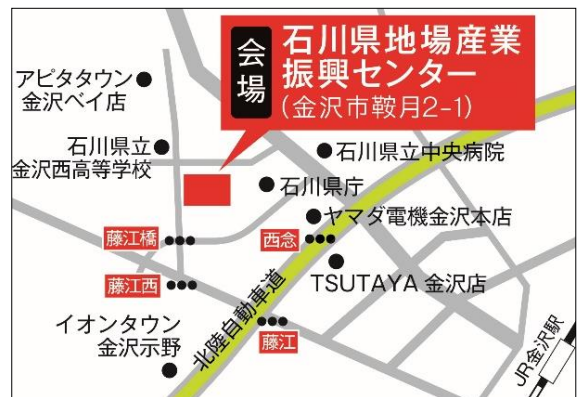 会場
石川県地場産業
振興センター
(金沢市鞍月2-1)
アピタタウン
金沢ベイ店
石川県立
金沢西高等学校
石川県立中央病院
石川県庁
ヤマダ電機金沢本店
藤江橋
西念
藤江西
TSUTAYA 金沢店
北陸自動車道
イオンタウン
金沢示野
藤江
JR金沢駅